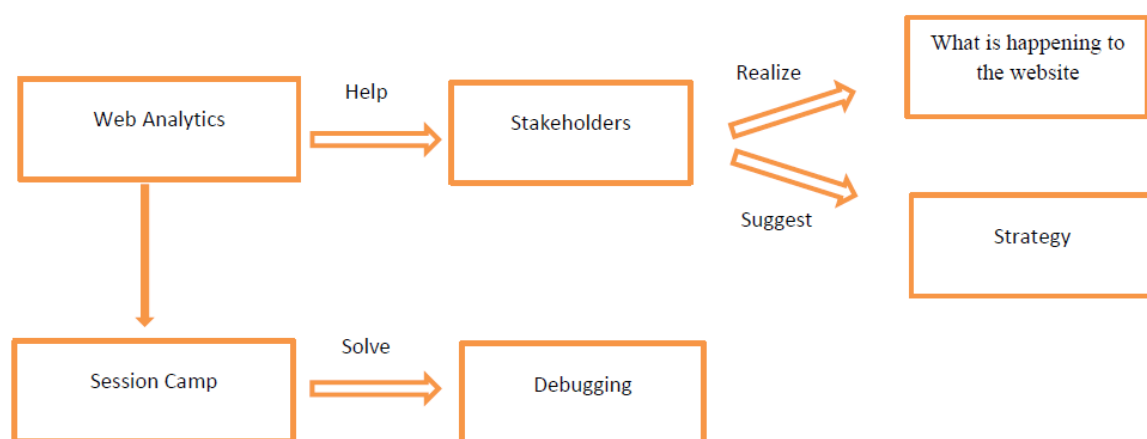 What is happening to
the website
Realize
Help
Web Analytics
Stakeholders
Suggest
Strategy
Solve
Session Camp
Debugging